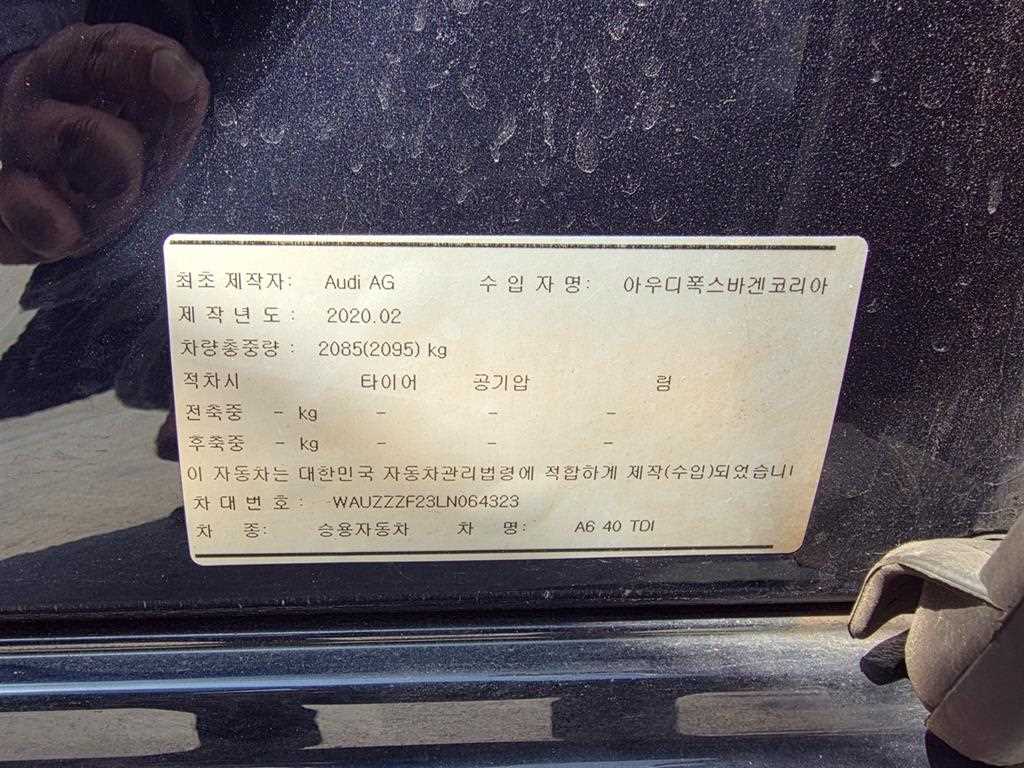 최초 제작자: Audi AG 수 입 자 명: 아우디폭스바겐코리아
제 작 년 도 : 2020.02
차량총중량 : 2085(2095) kg
적차시 타이어 공기압 림
전축중 - kg - - -
후축중 - kg - - -
이 자동차는 대한민국 자동차관리법령에 적합하게 제작(수입)되었습니
차 대 번 호 : WAUZZZF23LN064323
차 종: 승용자동차 차 명: A6 40 TDI